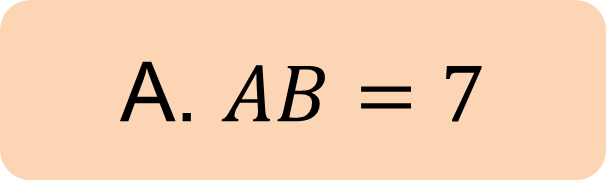 A. AB = 7